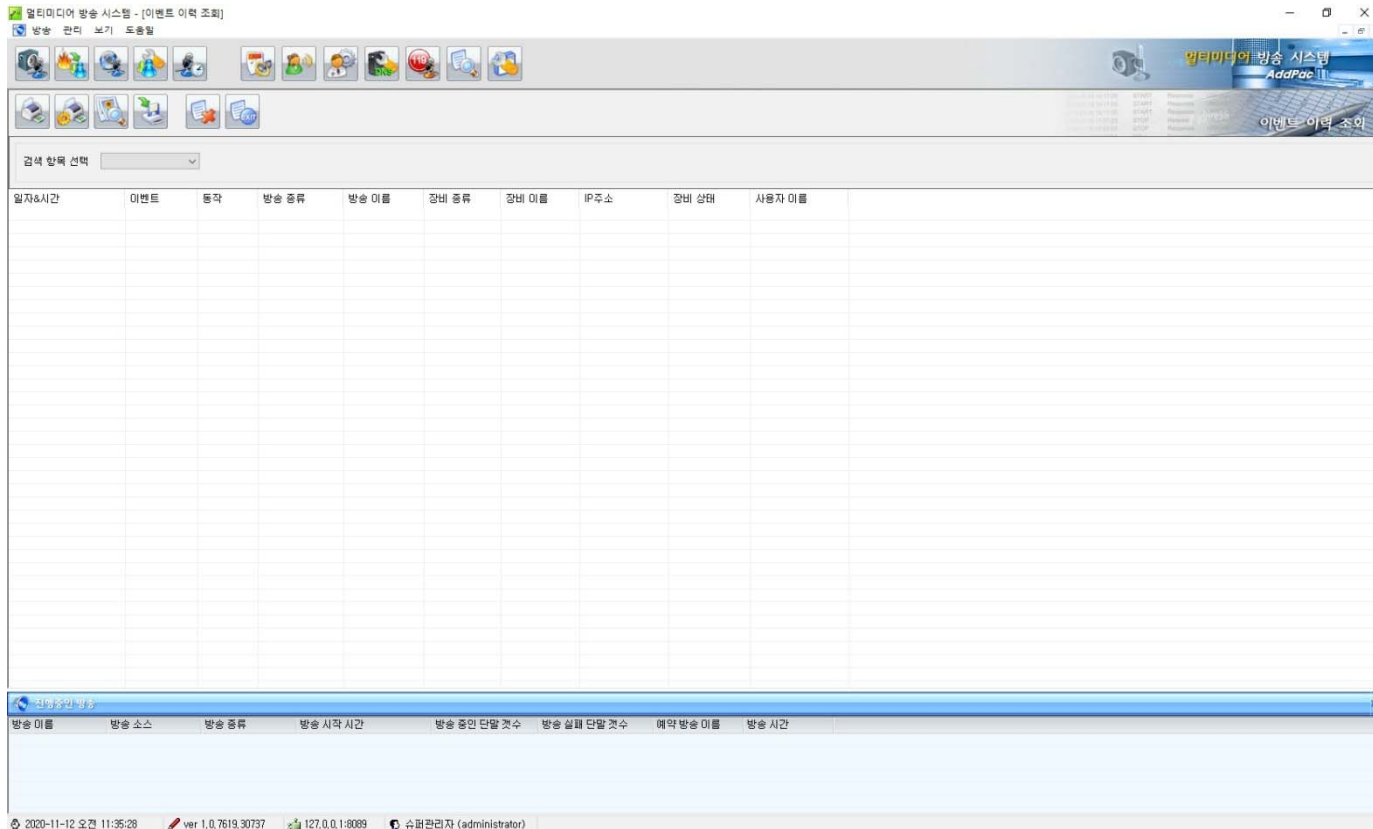 멀티미디어 방송 시스템 - [이벤트 이력 조회]
방송 관리 보기 도움말
119
멀티미디어 방송 시스템
AddPac
EXIT
이벤트 이력 조회
검색 항목 선택
일자&시간 이벤트 동작 방송 종류 방송 이름 장비 종류 장비 이름 IP주소 장비 상태 사용자 이름
진행중인 방송
방송 이름 방송 소스 방송 종류 방송 시작 시간 방송 중인 단말 갯수 방송 실패 단말 갯수 예약 방송 이름 방송 시간
2020-11-12 오전 11:35:28 ver 1.0.7619.30737 127.0.0.1:8089 슈퍼관리자 (administrator)